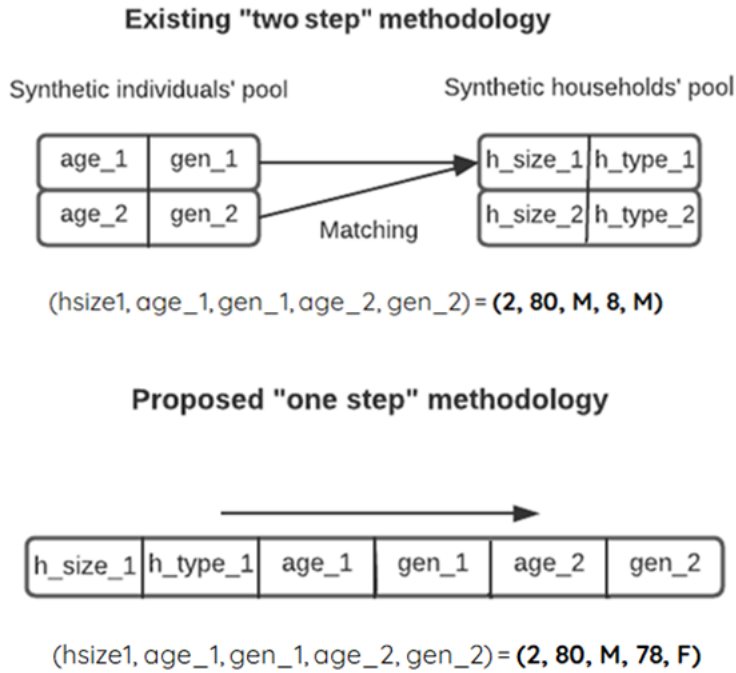 Existing "two step" methodology
Synthetic individuals' pool Synthetic households' pool
age_1 gen_1 h_size_1 h_type_1
age_2 gen_2 h_size_2 h_type_2
Matching
(hsize1, age_1, gen_1, age_2, gen_2) = (2, 80, M, 8, M)
Proposed "one step" methodology
h_size_1 h_type_1 age_1 gen_1 age_2 gen_2
(hsize1, age_1, gen_1, age_2, gen_2) = (2, 80, M, 78, F)